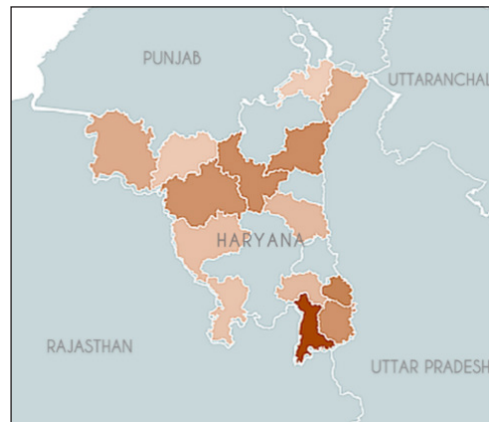 PUNJAB
UTTARANCHAL
HARYANA
RAJASTHAN
UTTAR PRADESH